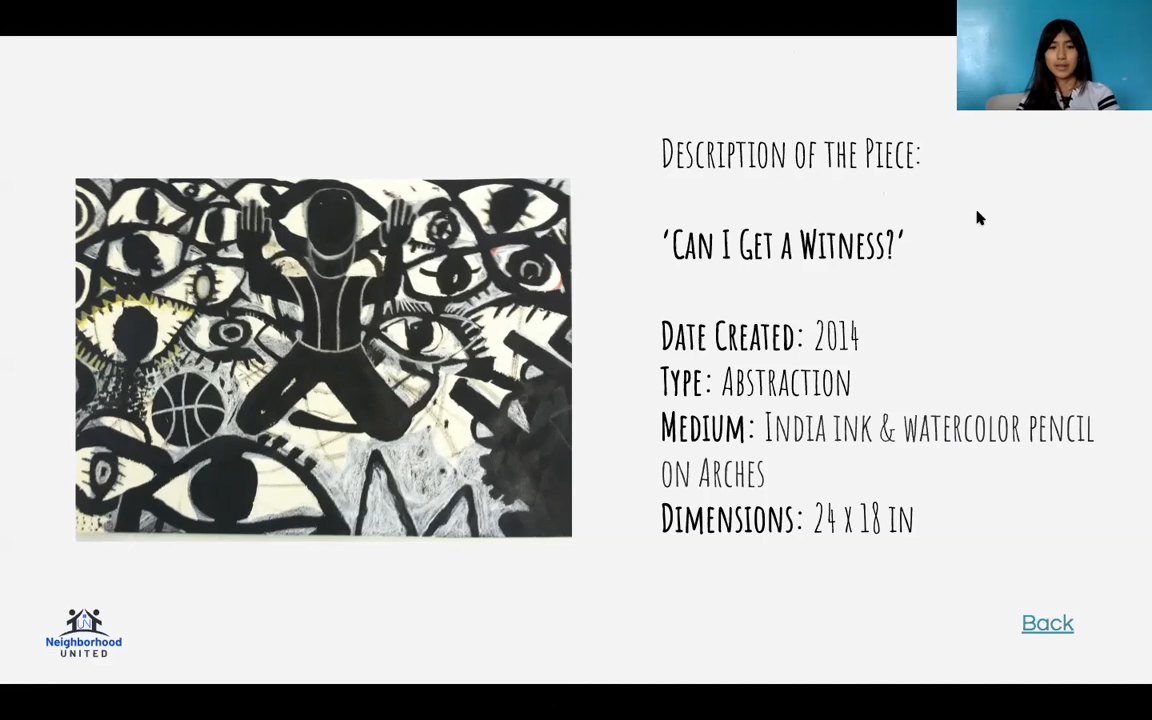 Description of the Piece:
‘Can I Get a Witness?‘
Date Created: 2014
Type: Abstraction
Medium: India ink & watercolor pencil
on Arches
Dimensions: 24 x 18 in
UN
Neighborhood
UNITED
Back